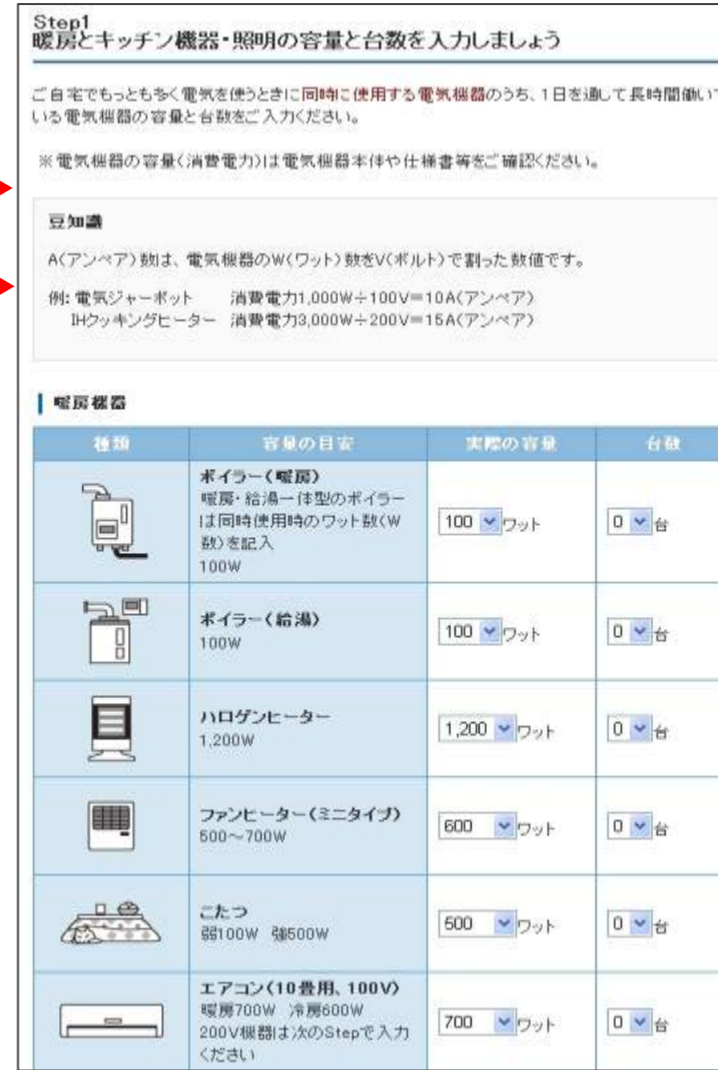 Step1
暖房とキッチン機器・照明の容量と台数を入力しましょう
ご自宅でもっとも多く電気を使うときに同時に使用する電気機器のうち、1日を通して長時間働いて
いる電気機器の容量と台数をご入力ください。
※電気機器の容量(消費電力)は電気機器本体や仕様書等をご確認ください。
豆知識
A(アンペア)数は、電気機器のW(ワット)数をV(ボルト)で割った数値です。
例: 電気ジャーポット 消費電力1,000W÷100V=10A(アンペア)
IHクッキングヒーター 消費電力3,000W÷200V=15A(アンペア)
暖房機器
種類 容量の目安 実際の容量 台数
ボイラー(暖房)
暖房・給湯一体型のボイラー
は同時使用時のワット数(W
数)を記入
100W
100 ワット 0 台
ボイラー(給湯)
100W
100 ワット 0 台
ハロゲンヒーター
1,200W
1,200 ワット 0 台
ファンヒーター(ミニタイプ)
500～700W
600 ワット 0 台
こたつ
弱100W 強500W
500 ワット 0 台
エアコン(10畳用、100V)
暖房700W 冷房600W
200V機器は次のStepで入力
ください
700 ワット 0 台